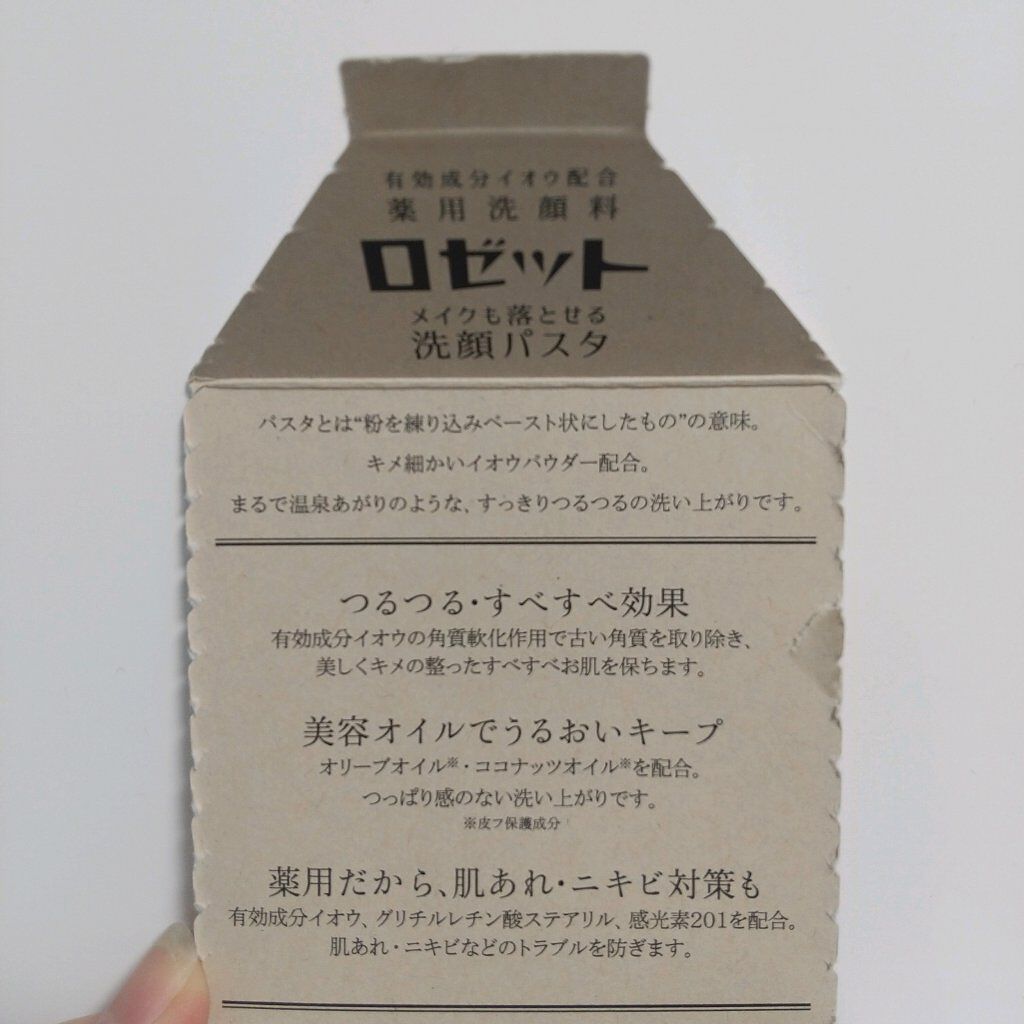 有効成分イオウ配合
薬用洗顔料
ロゼット
メイクも落とせる
洗顔パスタ
パスタとは“粉を練り込みペースト状にしたもの”の意味。
キメ細かいイオウパウダー配合。
まるで温泉あがりのような、すっきりつるつるの洗い上がりです。
つるつる・すべすべ効果
有効成分イオウの角質軟化作用で古い角質を取り除き、
美しくキメの整ったすべすべお肌を保ちます。
美容オイルでうるおいキープ
オリーブオイル※・ココナッツオイル※を配合。
つっぱり感のない洗い上がりです。
※皮フ保護成分
薬用だから、肌あれ・ニキビ対策も
有効成分イオウ、グリチルレチン酸ステアリル、感光素201を配合。
肌あれ・ニキビなどのトラブルを防ぎます。